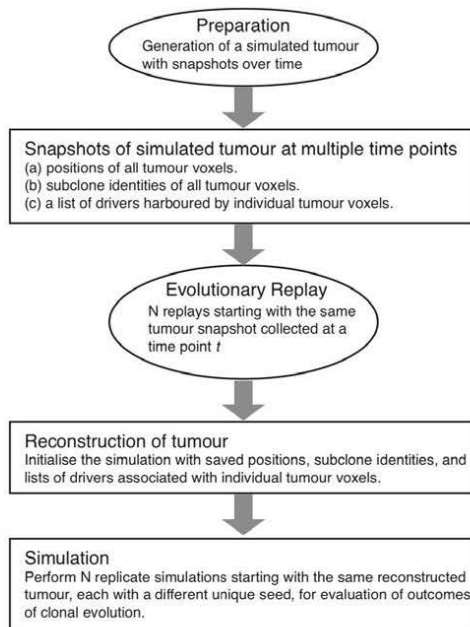 Preparation
Generation of a simulated tumour
with snapshots over time
Snapshots of simulated tumour at multiple time points
(a) positions of all tumour voxels.
(b) subclone identities of all tumour voxels.
(c) a list of drivers harboured by individual tumour voxels.
Evolutionary Replay
N replays starting with the same
tumour snapshot collected at a
time point t
Reconstruction of tumour
Initialise the simulation with saved positions, subclone identities, and
lists of drivers associated with individual tumour voxels.
Simulation
Perform N replicate simulations starting with the same reconstructed
tumour, each with a different unique seed, for evaluation of outcomes
of clonal evolution.